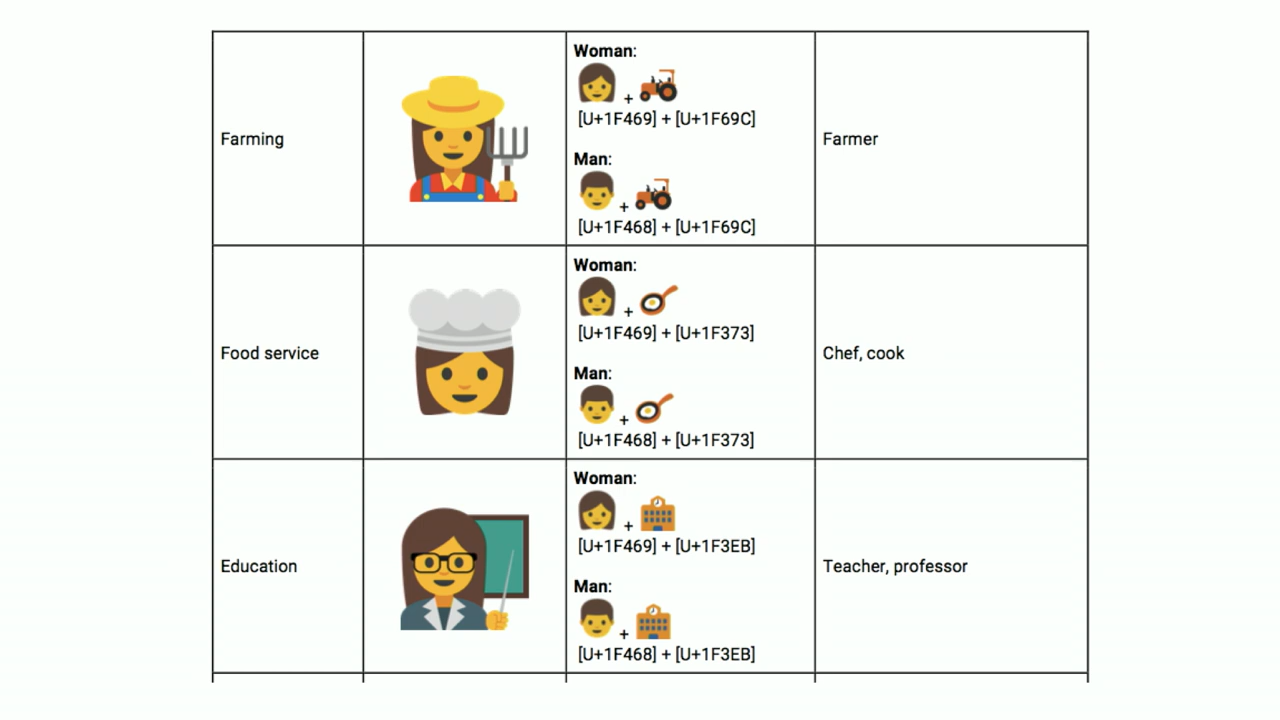 Farming
Woman:
+
[U+1F469] + [U+1F69C]
Man:
+
[U+1F468] + [U+1F69C]
Farmer
Food service
Woman:
+
[U+1F469] + [U+1F373]
Man:
+
[U+1F468] + [U+1F373]
Chef, cook
Education
Woman:
+
[U+1F469] + [U+1F3EB]
Man:
+
[U+1F468] + [U+1F3EB]
Teacher, professor